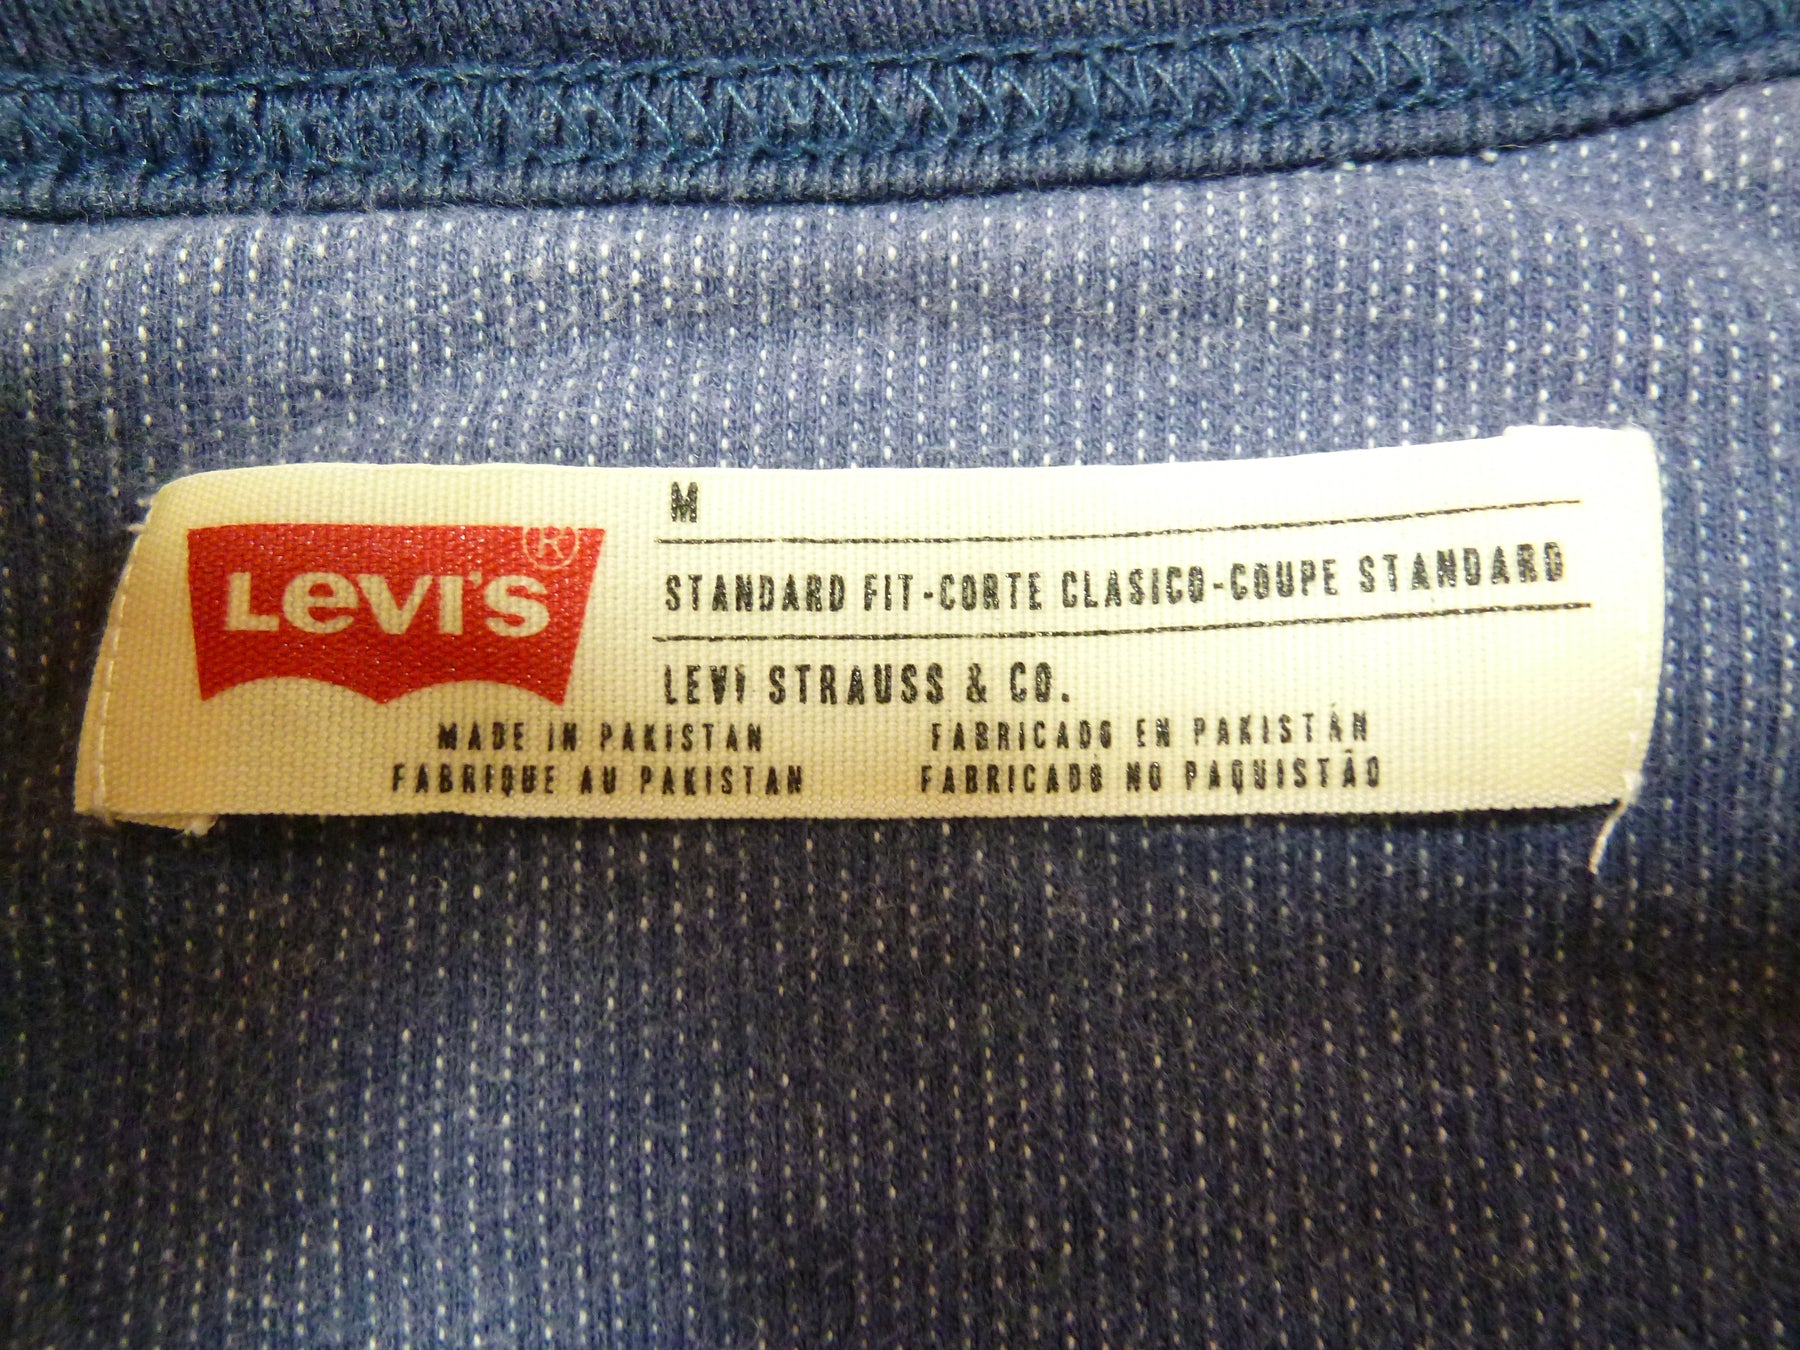 LEVI'S®
M
STANDARD FIT-CORTE CLASICO-COUPE STANDARD
LEVI STRAUSS & CO.
MADE IN PAKISTAN FABRICADO EN PAKISTÁN
FABRIQUE AU PAKISTAN FABRICADO NO PAQUISTÃO